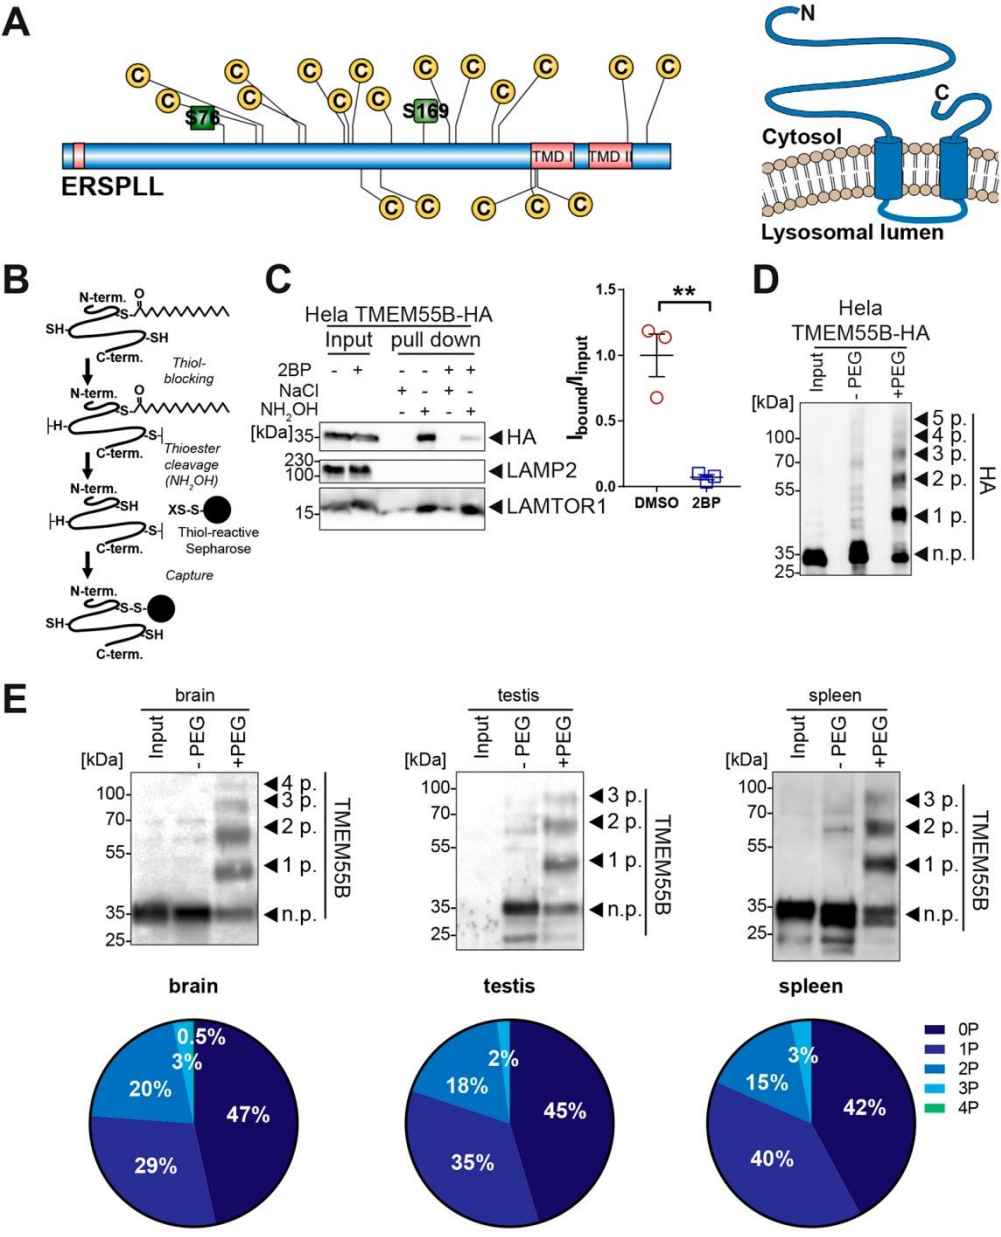 A
C C C C C C C C C C C C
S76 S169
TMD I TMD II
ERSPLL
C C C C C
N
C
Cytosol
Lysosomal lumen
B
N-term. O
S
SH
SH
C-term.
Thiol-blocking
N-term. O
S
H
S
C-term.
Thioester cleavage (NH2OH)
N-term.
SH
XS-S
H
S
C-term.
Thiol-reactive Sepharose
Capture
N-term.
S-S-
SH
SH
C-term.
C
Hela TMEM55B-HA
Input pull down
2BP - + - - + +
NaCl + - + -
NH2OH - + - +
[kDa] 35 HA
230
100 LAMP2
15 LAMTOR1
Ibound/Iinput
1.5
1.0
0.5
0.0
**
DMSO 2BP
D
Hela
TMEM55B-HA
Input - PEG +PEG
[kDa]
100
70
55
35
25
5 p.
4 p.
3 p.
2 p.
1 p.
n.p.
HA
E
brain
Input - PEG +PEG
[kDa]
100
70
55
35
25
4 p.
3 p.
2 p.
1 p.
n.p.
TMEM55B
testis
Input - PEG +PEG
[kDa]
100
70
55
35
25
3 p.
2 p.
1 p.
n.p.
TMEM55B
spleen
Input - PEG +PEG
[kDa]
100
70
55
35
25
3 p.
2 p.
1 p.
n.p.
TMEM55B
brain
0.5%
3%
20%
47%
29%
testis
2%
18%
45%
35%
spleen
3%
15%
42%
40%
0P
1P
2P
3P
4P